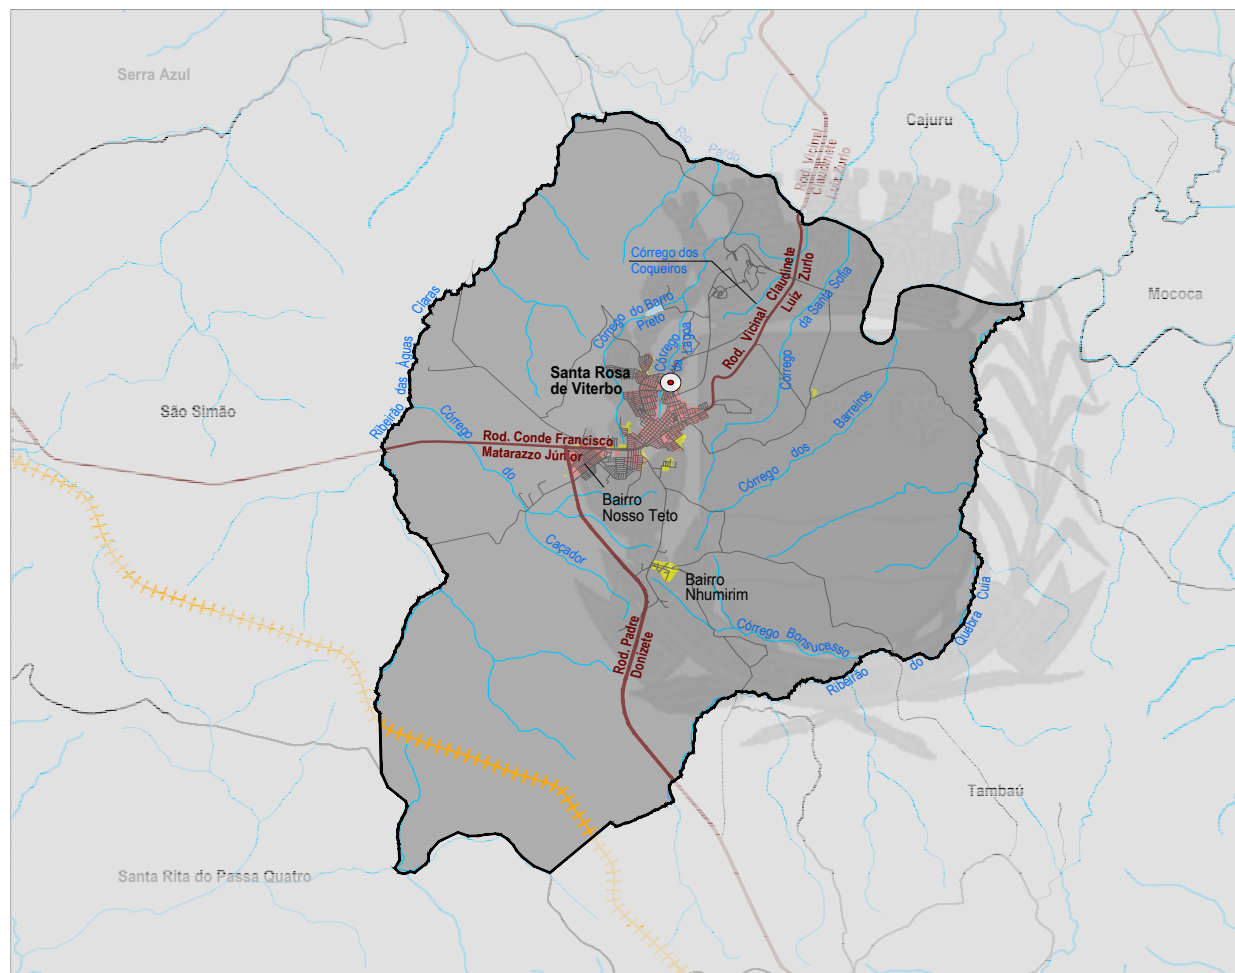 Serra Azul
Cajuru
Rio Pardo
Rod. Vicinal
Claudinete
Luiz Zurlo
Mococa
Córrego dos
Coqueiros
Rod. Vicinal Claudinete
Luiz Zurlo
Córrego
da Santa Sofia
Ribeirão das Águas Claras
Córrego do Barro
Preto
Córrego
da Lagoa
Santa Rosa
de Viterbo
São Simão
Córrego do Caçador
Rod. Conde Francisco
Matarazzo Júnior
Córrego dos Barreiros
Bairro
Nosso Teto
Bairro
Nhumirim
Córrego Bonsucesso
Ribeirão do Quebra Cuia
Rod. Padre
Donizete
Tambaú
Santa Rita do Passa Quatro